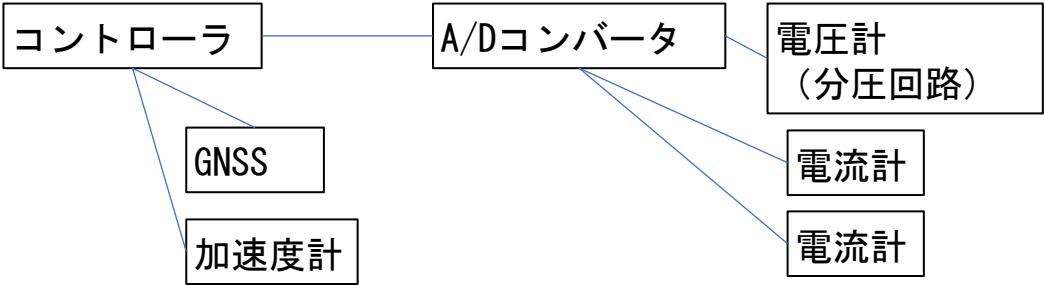 コントローラ
A/Dコンバータ
電圧計
（分圧回路）
GNSS
電流計
加速度計
電流計